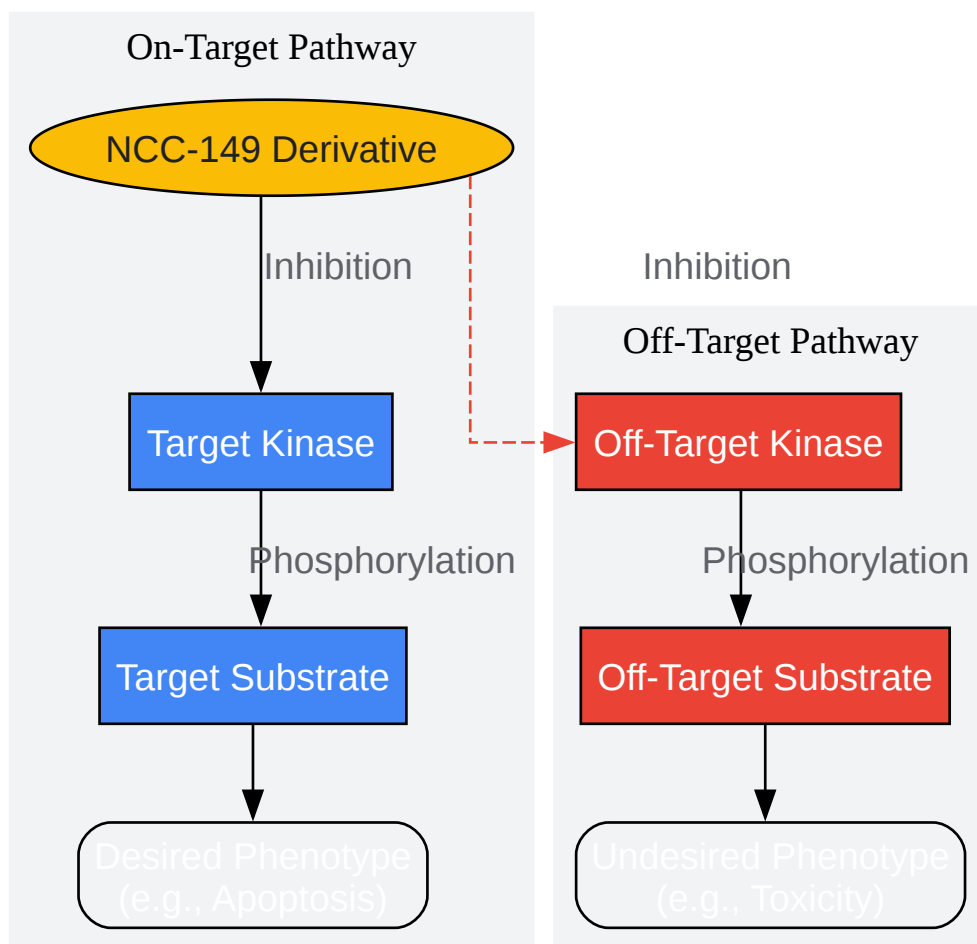 On-Target Pathway
NCC-149 Derivative
Inhibition
Inhibition
Off-Target Pathway
Target Kinase
Off-Target Kinase
Phosphorylation
Phosphorylation
Target Substrate
Off-Target Substrate
Desired Phenotype
(e.g., Apoptosis)
Undesired Phenotype
(e.g., Toxicity)